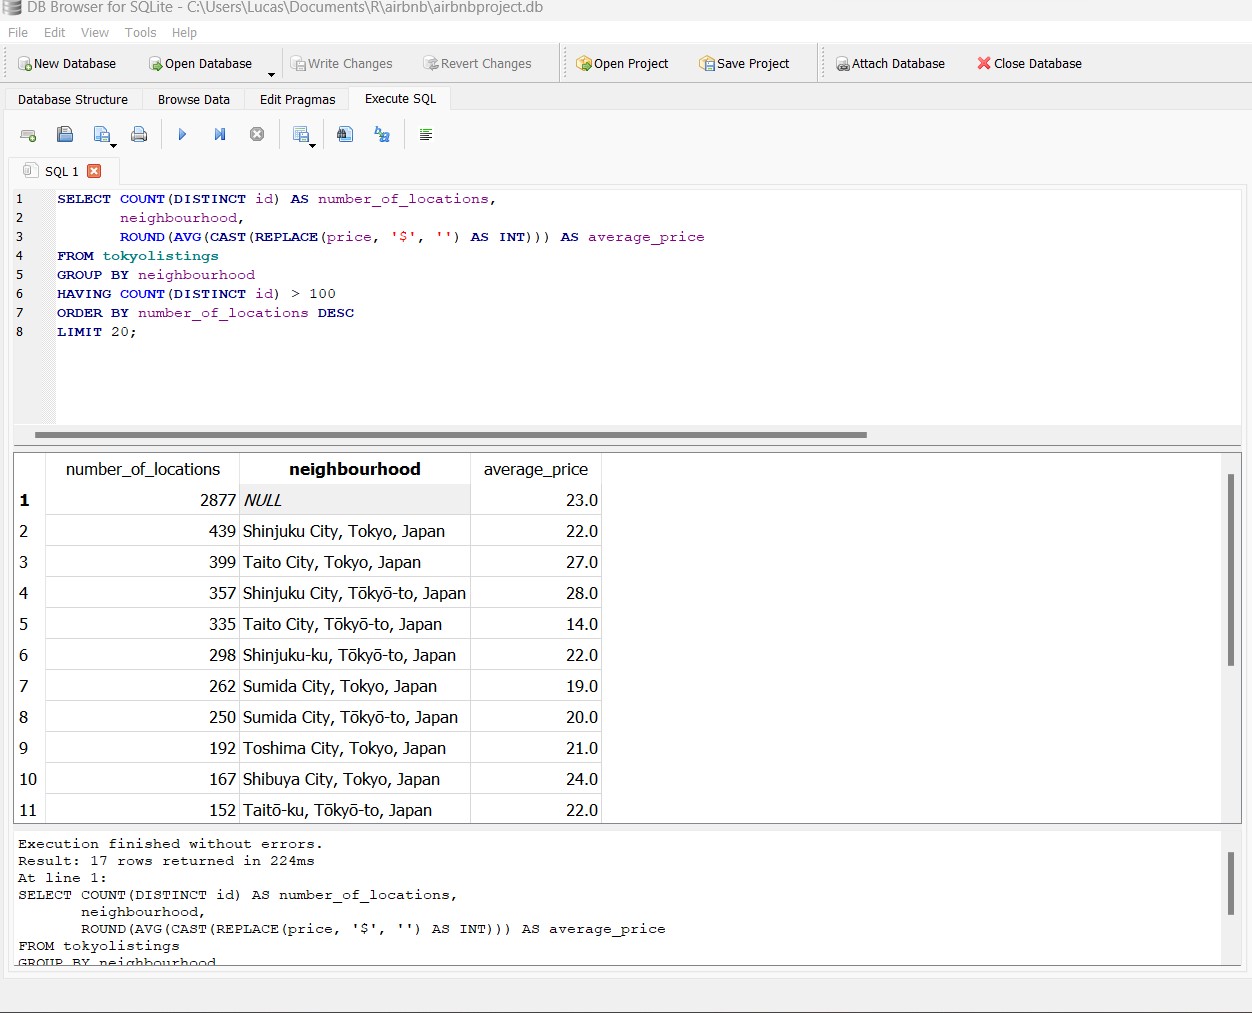 DB Browser for SQLite - C:\Users\Lucas\Documents\R\airbnb\airbnbproject.db
File Edit View Tools Help
New Database Open Database Write Changes Revert Changes Open Project Save Project Attach Database Close Database
Database Structure Browse Data Edit Pragmas Execute SQL
SQL 1
1 SELECT COUNT(DISTINCT id) AS number_of_locations,
2 neighbourhood,
3 ROUND(AVG(CAST(REPLACE(price, '$', '') AS INT))) AS average_price
4 FROM tokyolistings
5 GROUP BY neighbourhood
6 HAVING COUNT(DISTINCT id) > 100
7 ORDER BY number_of_locations DESC
8 LIMIT 20;
number_of_locations neighbourhood average_price
1 2877 NULL 23.0
2 439 Shinjuku City, Tokyo, Japan 22.0
3 399 Taito City, Tokyo, Japan 27.0
4 357 Shinjuku City, Tōkyō-to, Japan 28.0
5 335 Taito City, Tōkyō-to, Japan 14.0
6 298 Shinjuku-ku, Tōkyō-to, Japan 22.0
7 262 Sumida City, Tokyo, Japan 19.0
8 250 Sumida City, Tōkyō-to, Japan 20.0
9 192 Toshima City, Tokyo, Japan 21.0
10 167 Shibuya City, Tokyo, Japan 24.0
11 152 Taitō-ku, Tōkyō-to, Japan 22.0
Execution finished without errors.
Result: 17 rows returned in 224ms
At line 1:
SELECT COUNT(DISTINCT id) AS number_of_locations,
neighbourhood,
ROUND(AVG(CAST(REPLACE(price, '$', '') AS INT))) AS average_price
FROM tokyolistings
GROUP BY neighbourhood